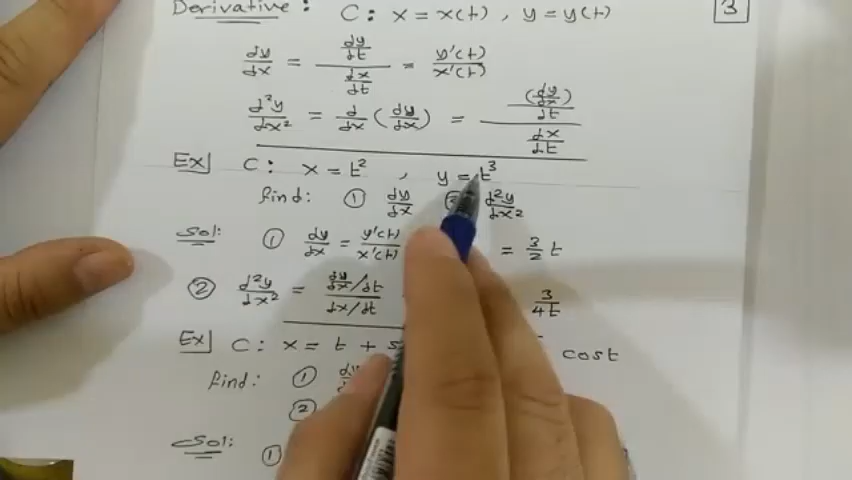 Derivative: C: x = x(t), y = y(t) 3
dy/dx = (dy/dt)/(dx/dt) = y'(t)/x'(t)
d²y/dx² = d/dx (dy/dx) = ((dy/dx)/dt)/(dx/dt)
Ex] C: x = t², y = t³
find: ① dy/dx d²y/dx²
Sol: ① dy/dx = y'(t)/x'(t) = 3/2 t
② d²y/dx² = (dy/dx/dt)/(dx/dt) 3/4t
Ex] C: x = t + cost
find: ①
②
Sol: ①